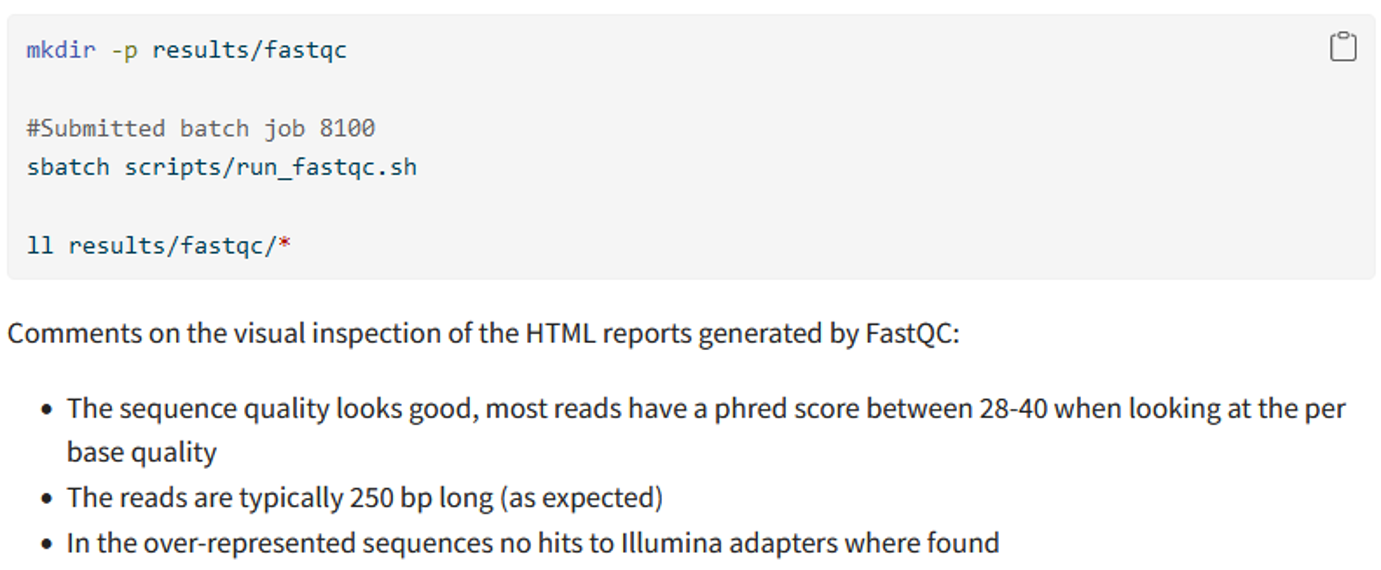 mkdir -p results/fastqc
#Submitted batch job 8100
sbatch scripts/run_fastqc.sh
ll results/fastqc/*
Comments on the visual inspection of the HTML reports generated by FastQC:
• The sequence quality looks good, most reads have a phred score between 28-40 when looking at the per
base quality
• The reads are typically 250 bp long (as expected)
• In the over-represented sequences no hits to Illumina adapters where found